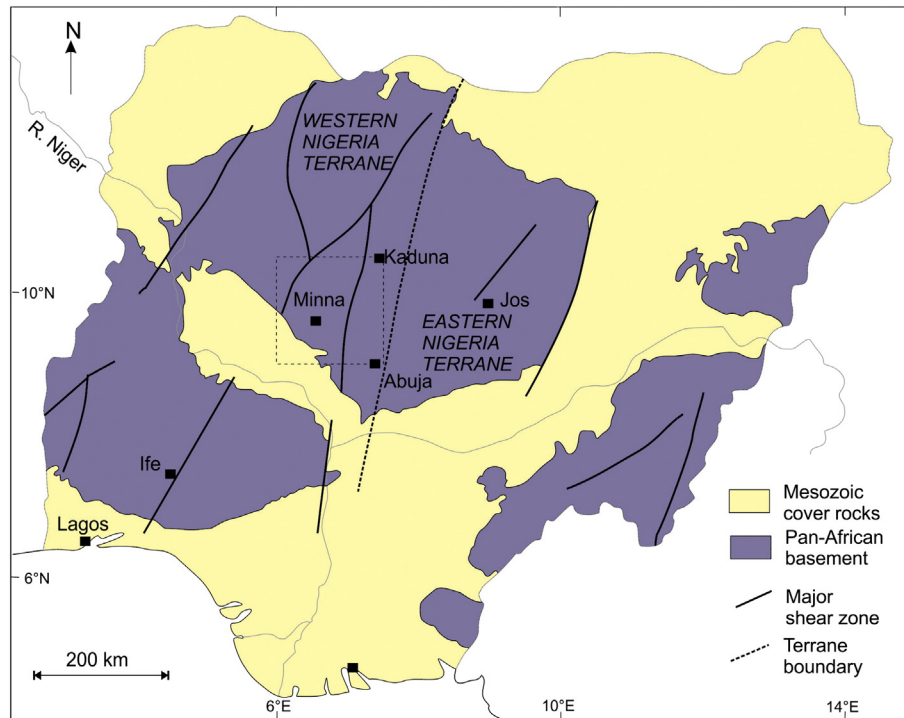 N
R. Niger
WESTERN
NIGERIA
TERRANE
Kaduna
10°N
Minna
Jos
EASTERN
NIGERIA
TERRANE
Abuja
Ife
Lagos
6°N
Mesozoic
cover rocks
Pan-African
basement
Major
shear zone
Terrane
boundary
200 km
6°E
10°E
14°E